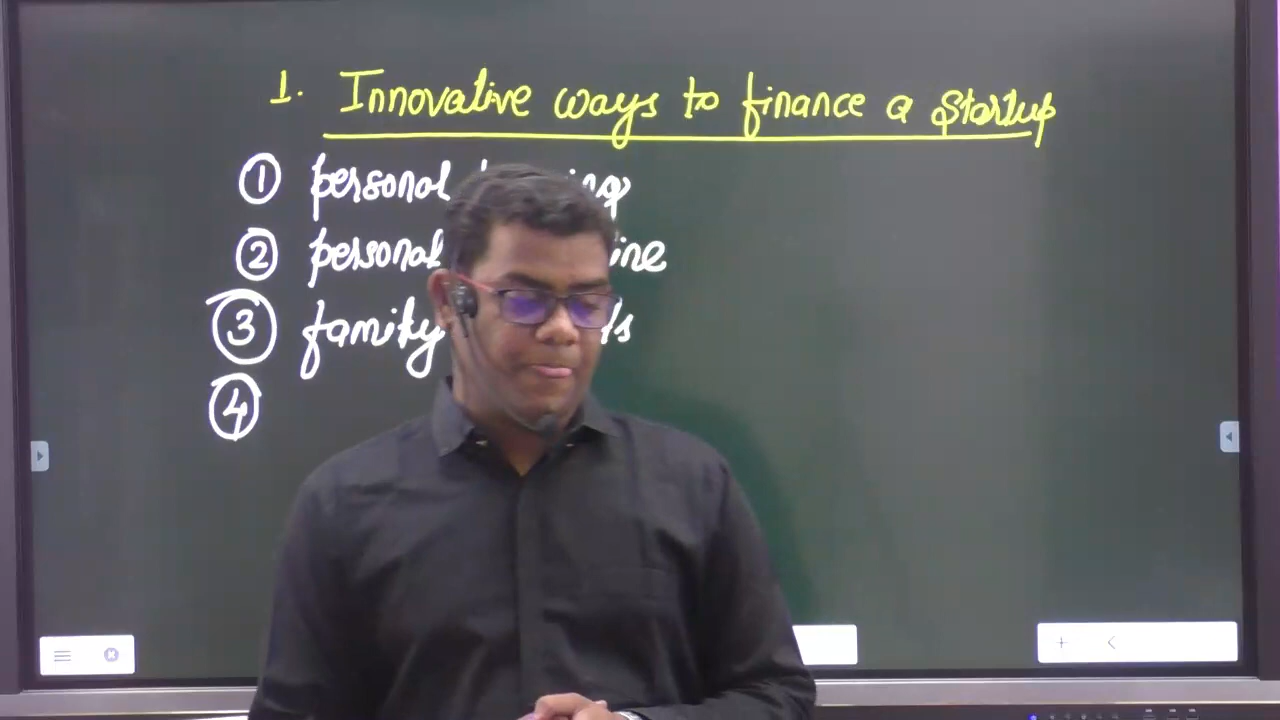 1. Innovative ways to finance a startup
① personal
② personal
③ family
④